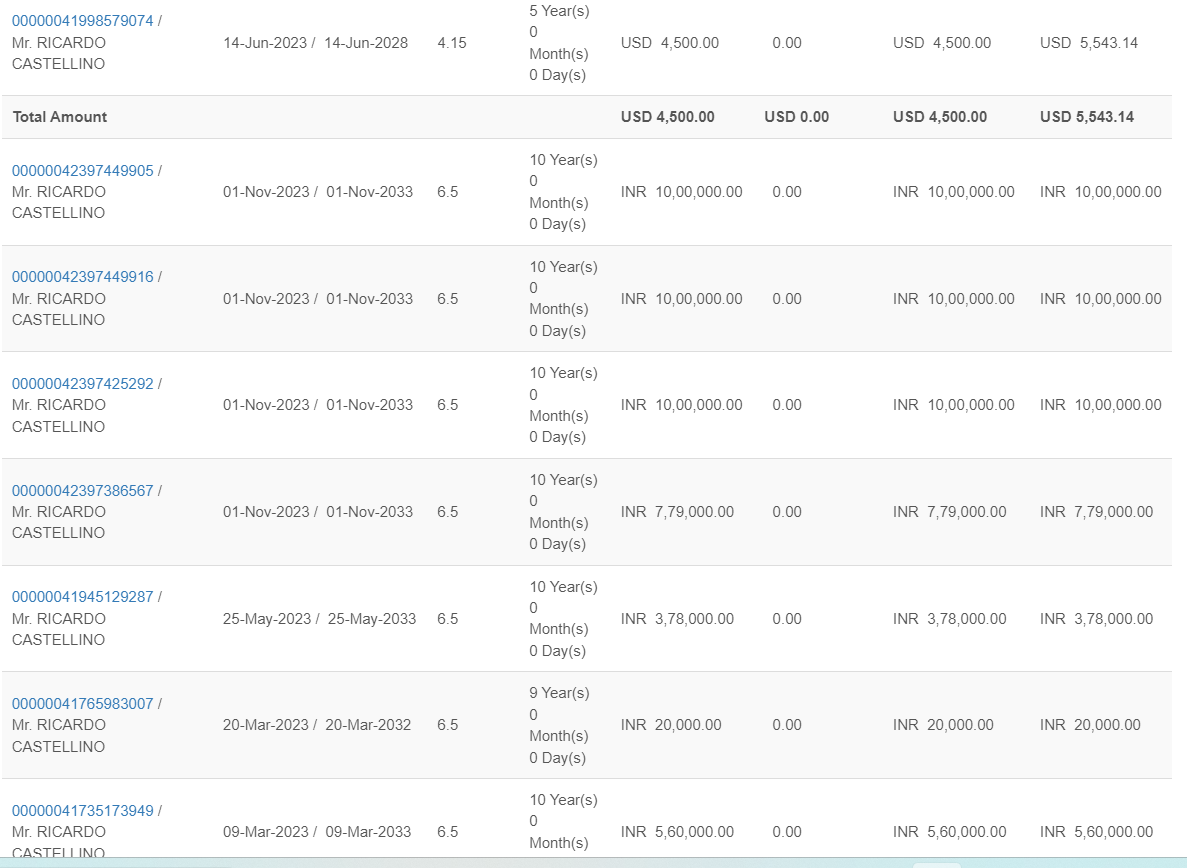 00000041998579074 /
Mr. RICARDO
CASTELLINO
14-Jun-2023 / 14-Jun-2028
4.15
5 Year(s)
0
Month(s)
0 Day(s)
USD 4,500.00
0.00
USD 4,500.00
USD 5,543.14
Total Amount
USD 4,500.00
USD 0.00
USD 4,500.00
USD 5,543.14
00000042397449905 /
Mr. RICARDO
CASTELLINO
01-Nov-2023 / 01-Nov-2033
6.5
10 Year(s)
0
Month(s)
0 Day(s)
INR 10,00,000.00
0.00
INR 10,00,000.00
INR 10,00,000.00
00000042397449916 /
Mr. RICARDO
CASTELLINO
01-Nov-2023 / 01-Nov-2033
6.5
10 Year(s)
0
Month(s)
0 Day(s)
INR 10,00,000.00
0.00
INR 10,00,000.00
INR 10,00,000.00
00000042397425292 /
Mr. RICARDO
CASTELLINO
01-Nov-2023 / 01-Nov-2033
6.5
10 Year(s)
0
Month(s)
0 Day(s)
INR 10,00,000.00
0.00
INR 10,00,000.00
INR 10,00,000.00
00000042397386567 /
Mr. RICARDO
CASTELLINO
01-Nov-2023 / 01-Nov-2033
6.5
10 Year(s)
0
Month(s)
0 Day(s)
INR 7,79,000.00
0.00
INR 7,79,000.00
INR 7,79,000.00
00000041945129287 /
Mr. RICARDO
CASTELLINO
25-May-2023 / 25-May-2033
6.5
10 Year(s)
0
Month(s)
0 Day(s)
INR 3,78,000.00
0.00
INR 3,78,000.00
INR 3,78,000.00
00000041765983007 /
Mr. RICARDO
CASTELLINO
20-Mar-2023 / 20-Mar-2032
6.5
9 Year(s)
0
Month(s)
0 Day(s)
INR 20,000.00
0.00
INR 20,000.00
INR 20,000.00
00000041735173949 /
Mr. RICARDO
CASTELLINO
09-Mar-2023 / 09-Mar-2033
6.5
10 Year(s)
0
Month(s)
INR 5,60,000.00
0.00
INR 5,60,000.00
INR 5,60,000.00